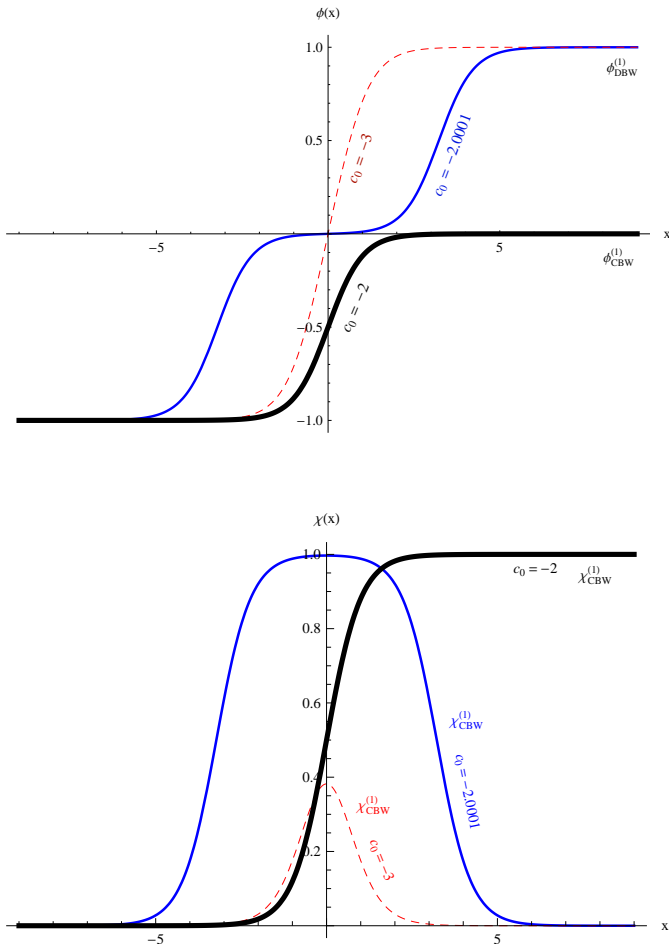 ϕ(x)
1.0
ϕ_DBW^(1)
0.5
c₀ = −3
c₀ = −2.0001
−5
5
x
ϕ_CBW^(1)
c₀ = −2
−0.5
−1.0
χ(x)
1.0
c₀ = −2
χ_CBW^(1)
0.8
χ_CBW^(1)
0.6
c₀ = −2.0001
0.4
χ_CBW^(1)
c₀ = −3
0.2
−5
5
x